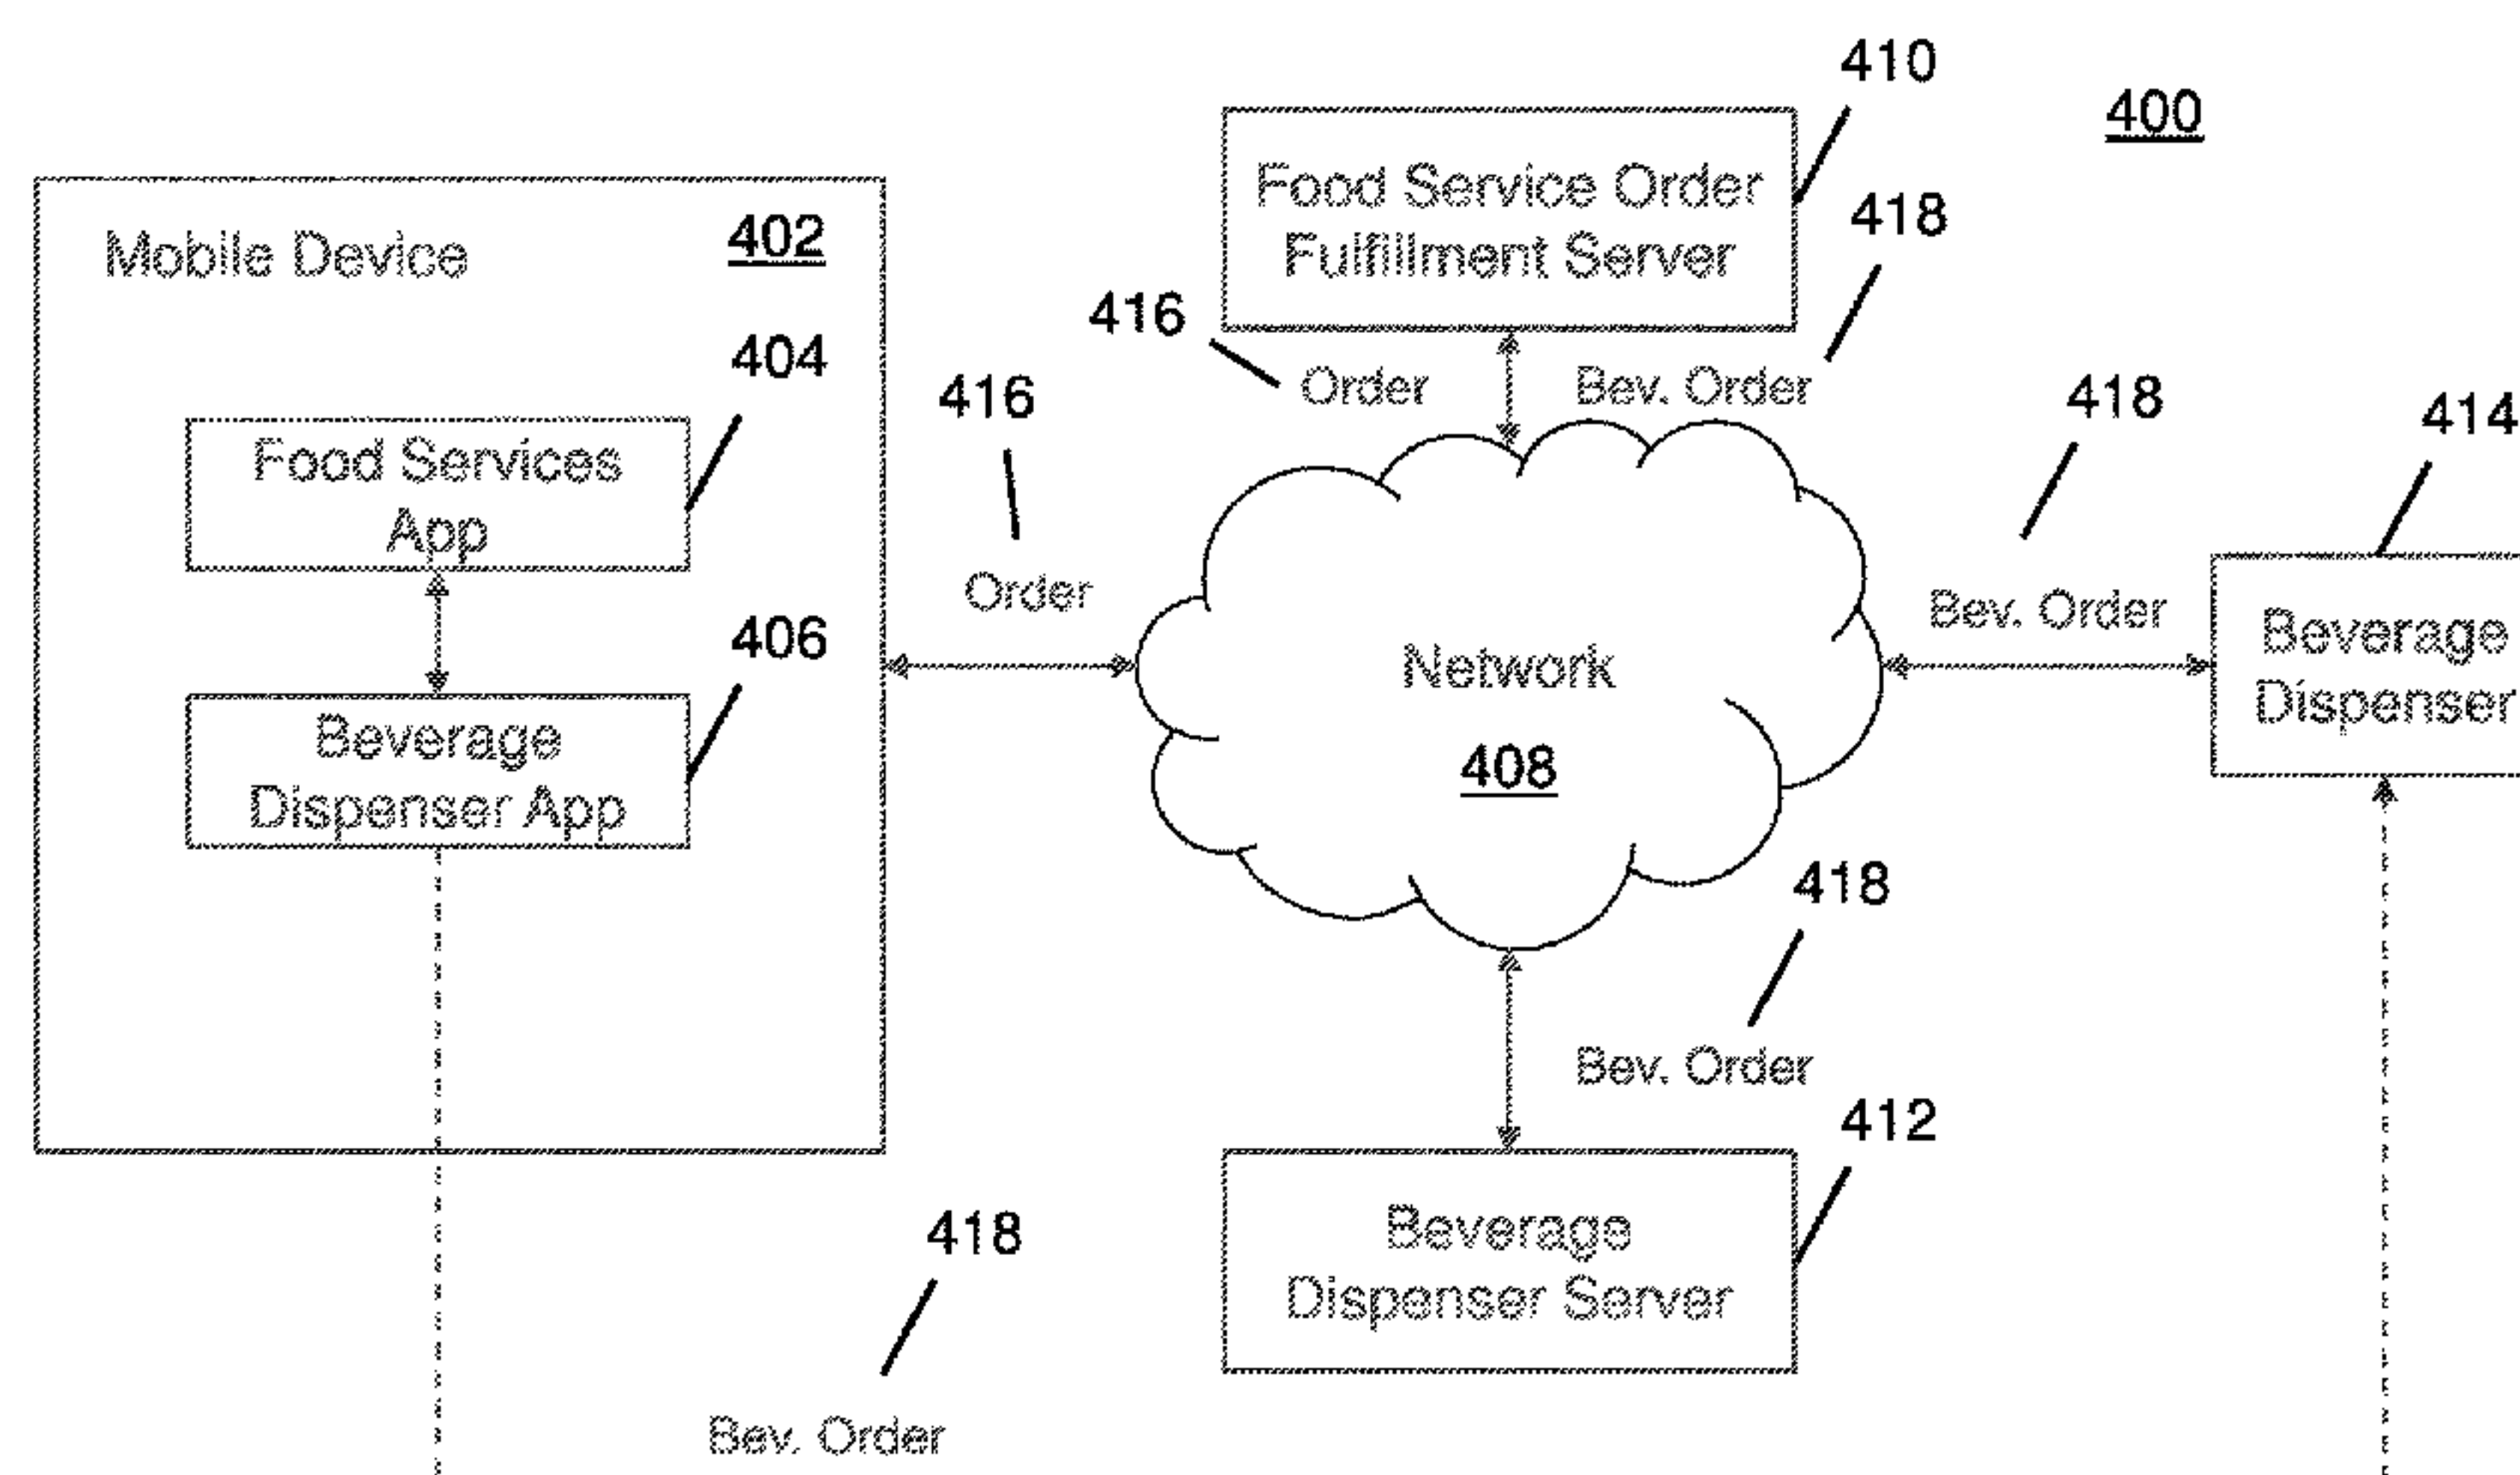 410
400
Food Service Order
Fulfillment Server
418
Mobile Device
402
416
404
Order
Bev. Order
416
418
414
Food Services
App
Order
Bev. Order
406
Network
408
Beverage
Dispenser
Beverage
Dispenser App
418
Bev. Order
412
418
Beverage
Dispenser Server
Bev. Order